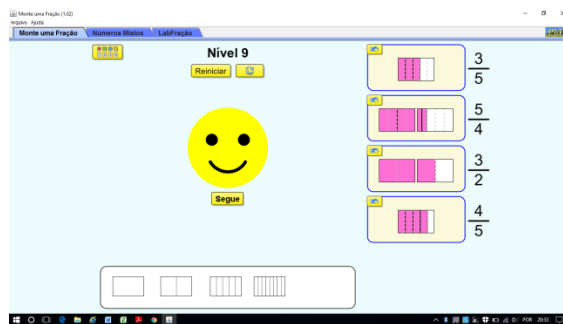 Monte uma Fração (1.02)
Arquivo Ajuda
Monte uma Fração Números Mistos LabFração
Nível 9
Reiniciar
Segue
3
5
5
4
3
2
4
5
POR 20:55